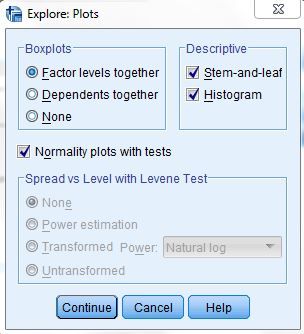 Explore: Plots
Boxplots
Factor levels together
Dependents together
None
Descriptive
Stem-and-leaf
Histogram
Normality plots with tests
Spread vs Level with Levene Test
None
Power estimation
Transformed Power: Natural log
Untransformed
Continue Cancel Help